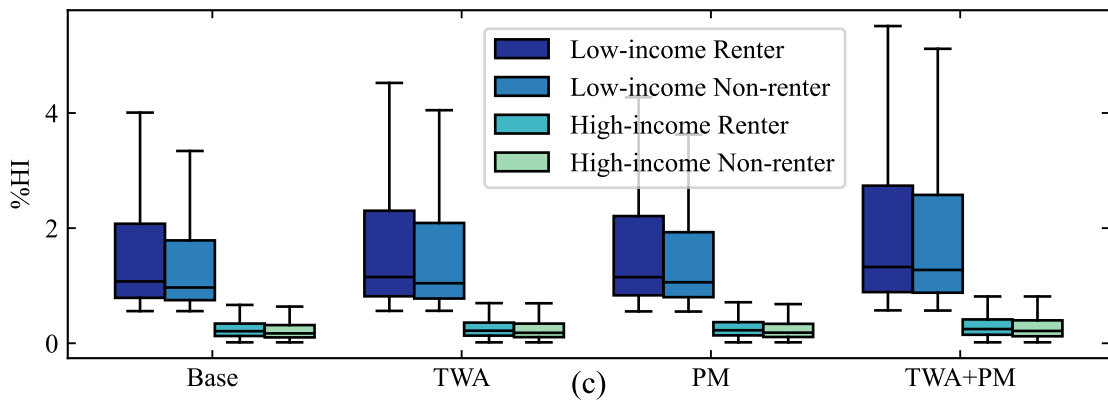 Low-income Renter
Low-income Non-renter
High-income Renter
High-income Non-renter
%HI
4
2
0
Base TWA PM TWA+PM
(c)